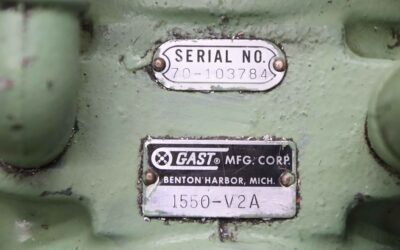 SERIAL NO.
70-103784
GAST® MFG. CORP.
BENTON HARBOR, MICH.
1550-V2A